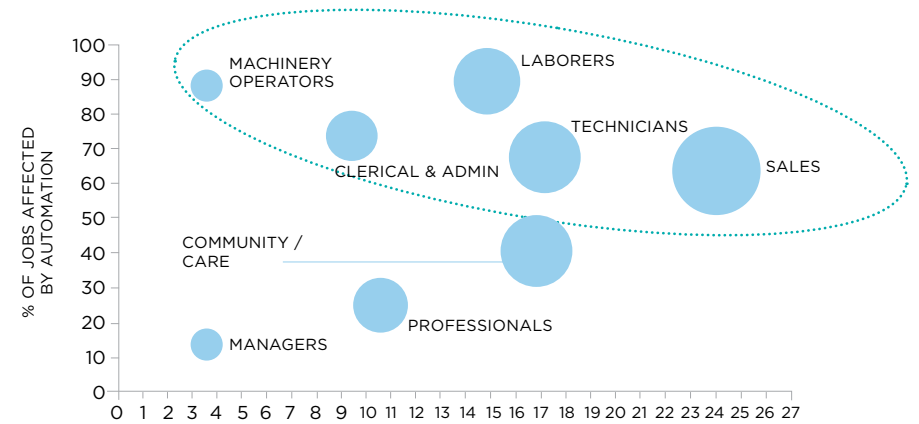 % OF JOBS AFFECTED
BY AUTOMATION
100
90
80
70
60
50
40
30
20
10
0
MACHINERY
OPERATORS
LABORERS
TECHNICIANS
CLERICAL & ADMIN
SALES
COMMUNITY /
CARE
PROFESSIONALS
MANAGERS
0 1 2 3 4 5 6 7 8 9 10 11 12 13 14 15 16 17 18 19 20 21 22 23 24 25 26 27